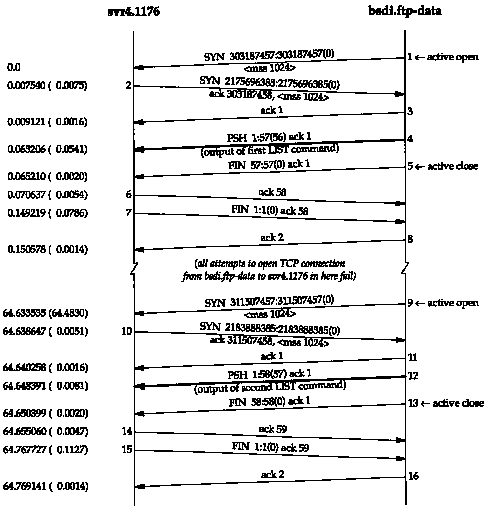 svr4.1176 bsdi.ftp-data
0.0 SYN 303187457:303187457(0) 1 ← active open
<mss 1024>
0.007540 ( 0.0075) 2 SYN 2175696385:2175696385(0)
ack 303187458, <mss 1024>
0.009121 ( 0.0016) ack 1 3
0.063206 ( 0.0541) PSH 1:57(56) ack 1 4
(output of first LIST command)
0.065210 ( 0.0020) FIN 57:57(0) ack 1 5 ← active close
0.070637 ( 0.0054) 6 ack 58
0.149219 ( 0.0786) 7 FIN 1:1(0) ack 58
0.150578 ( 0.0014) ack 2 8
(all attempts to open TCP connection
from bsdi.ftp-data to svr4.1176 in here fail)
64.633535 (64.4830) SYN 311507457:311507457(0) 9 ← active open
<mss 1024>
64.638647 ( 0.0051) 10 SYN 2183888385:2183888385(0)
ack 311507458, <mss 1024>
64.640258 ( 0.0016) ack 1 11
64.648391 ( 0.0081) PSH 1:58(57) ack 1 12
(output of second LIST command)
64.650399 ( 0.0020) FIN 58:58(0) ack 1 13 ← active close
64.655060 ( 0.0047) 14 ack 59
64.767727 ( 0.1127) 15 FIN 1:1(0) ack 59
64.769141 ( 0.0014) ack 2 16